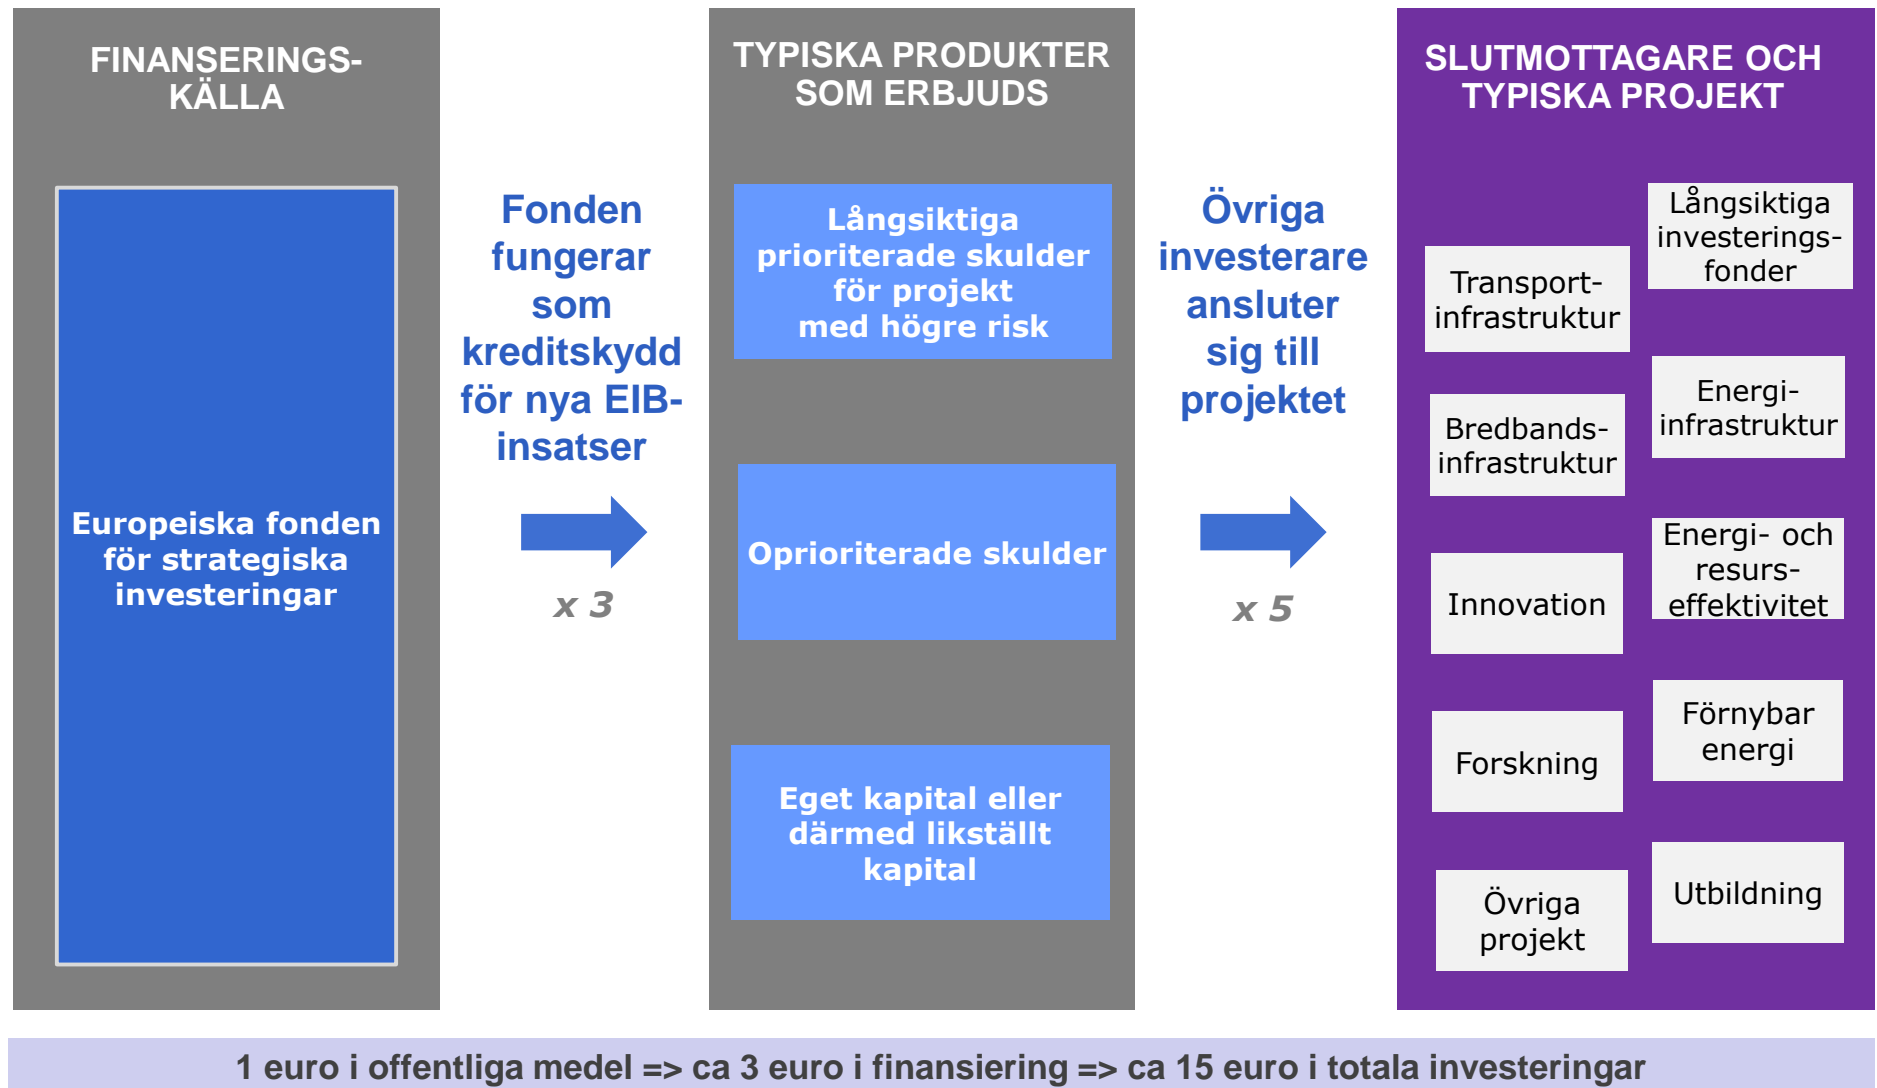 FINANSERINGS-
KÄLLA
Europeiska fonden
för strategiska
investeringar
Fonden
fungerar
som
kreditskydd
för nya EIB-
insatser
x 3
TYPISKA PRODUKTER
SOM ERBJUDS
Långsiktiga
prioriterade skulder
för projekt
med högre risk
Oprioriterade skulder
Eget kapital eller
därmed likställt
kapital
Övriga
investerare
ansluter
sig till
projektet
x 5
SLUTMOTTAGARE OCH
TYPISKA PROJEKT
Långsiktiga
investerings-
fonder
Transport-
infrastruktur
Energi-
infrastruktur
Bredbands-
infrastruktur
Energi- och
resurs-
effektivitet
Innovation
Förnybar
energi
Forskning
Utbildning
Övriga
projekt
1 euro i offentliga medel => ca 3 euro i finansiering => ca 15 euro i totala investeringar